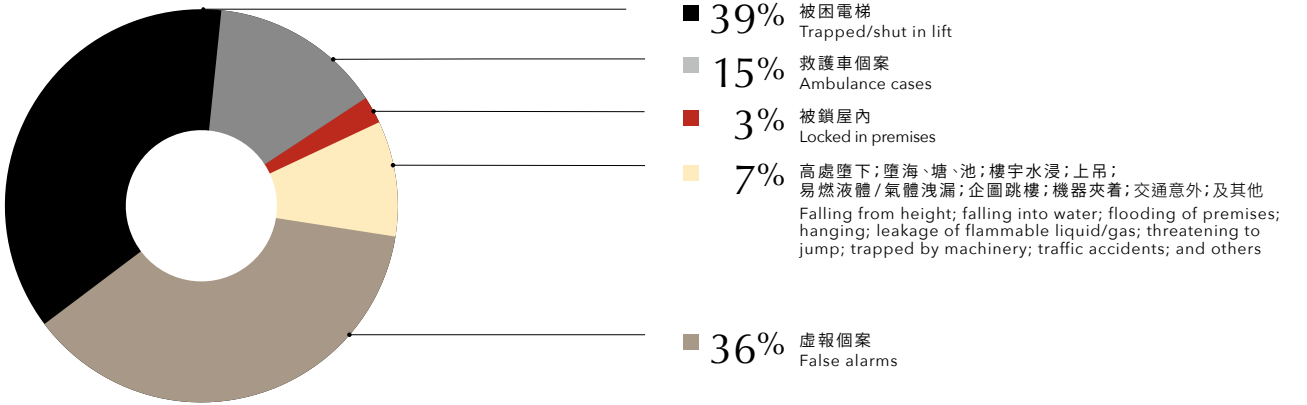 39% 被困電梯
Trapped/shut in lift
15% 救護車個案
Ambulance cases
3% 被鎖屋內
Locked in premises
7% 高處墮下；墮海、塘、池；樓宇水浸；上吊；
易燃液體/氣體洩漏；企圖跳樓；機器夾着；交通意外；及其他
Falling from height; falling into water; flooding of premises;
hanging; leakage of flammable liquid/gas; threatening to
jump; trapped by machinery; traffic accidents; and others
36% 虛報個案
False alarms